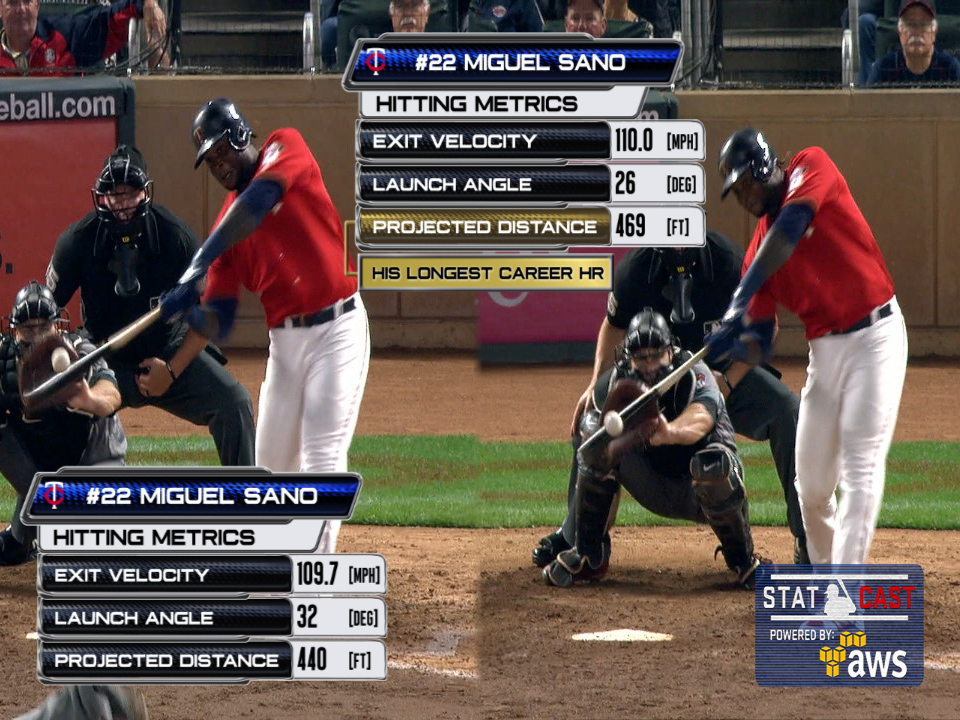 eball.com
#22 MIGUEL SANO
HITTING METRICS
EXIT VELOCITY 110.0 [MPH]
LAUNCH ANGLE 26 [DEG]
PROJECTED DISTANCE 469 [FT]
HIS LONGEST CAREER HR
#22 MIGUEL SANO
HITTING METRICS
EXIT VELOCITY 109.7 [MPH]
LAUNCH ANGLE 32 [DEG]
PROJECTED DISTANCE 440 [FT]
STATCAST
POWERED BY:
aws